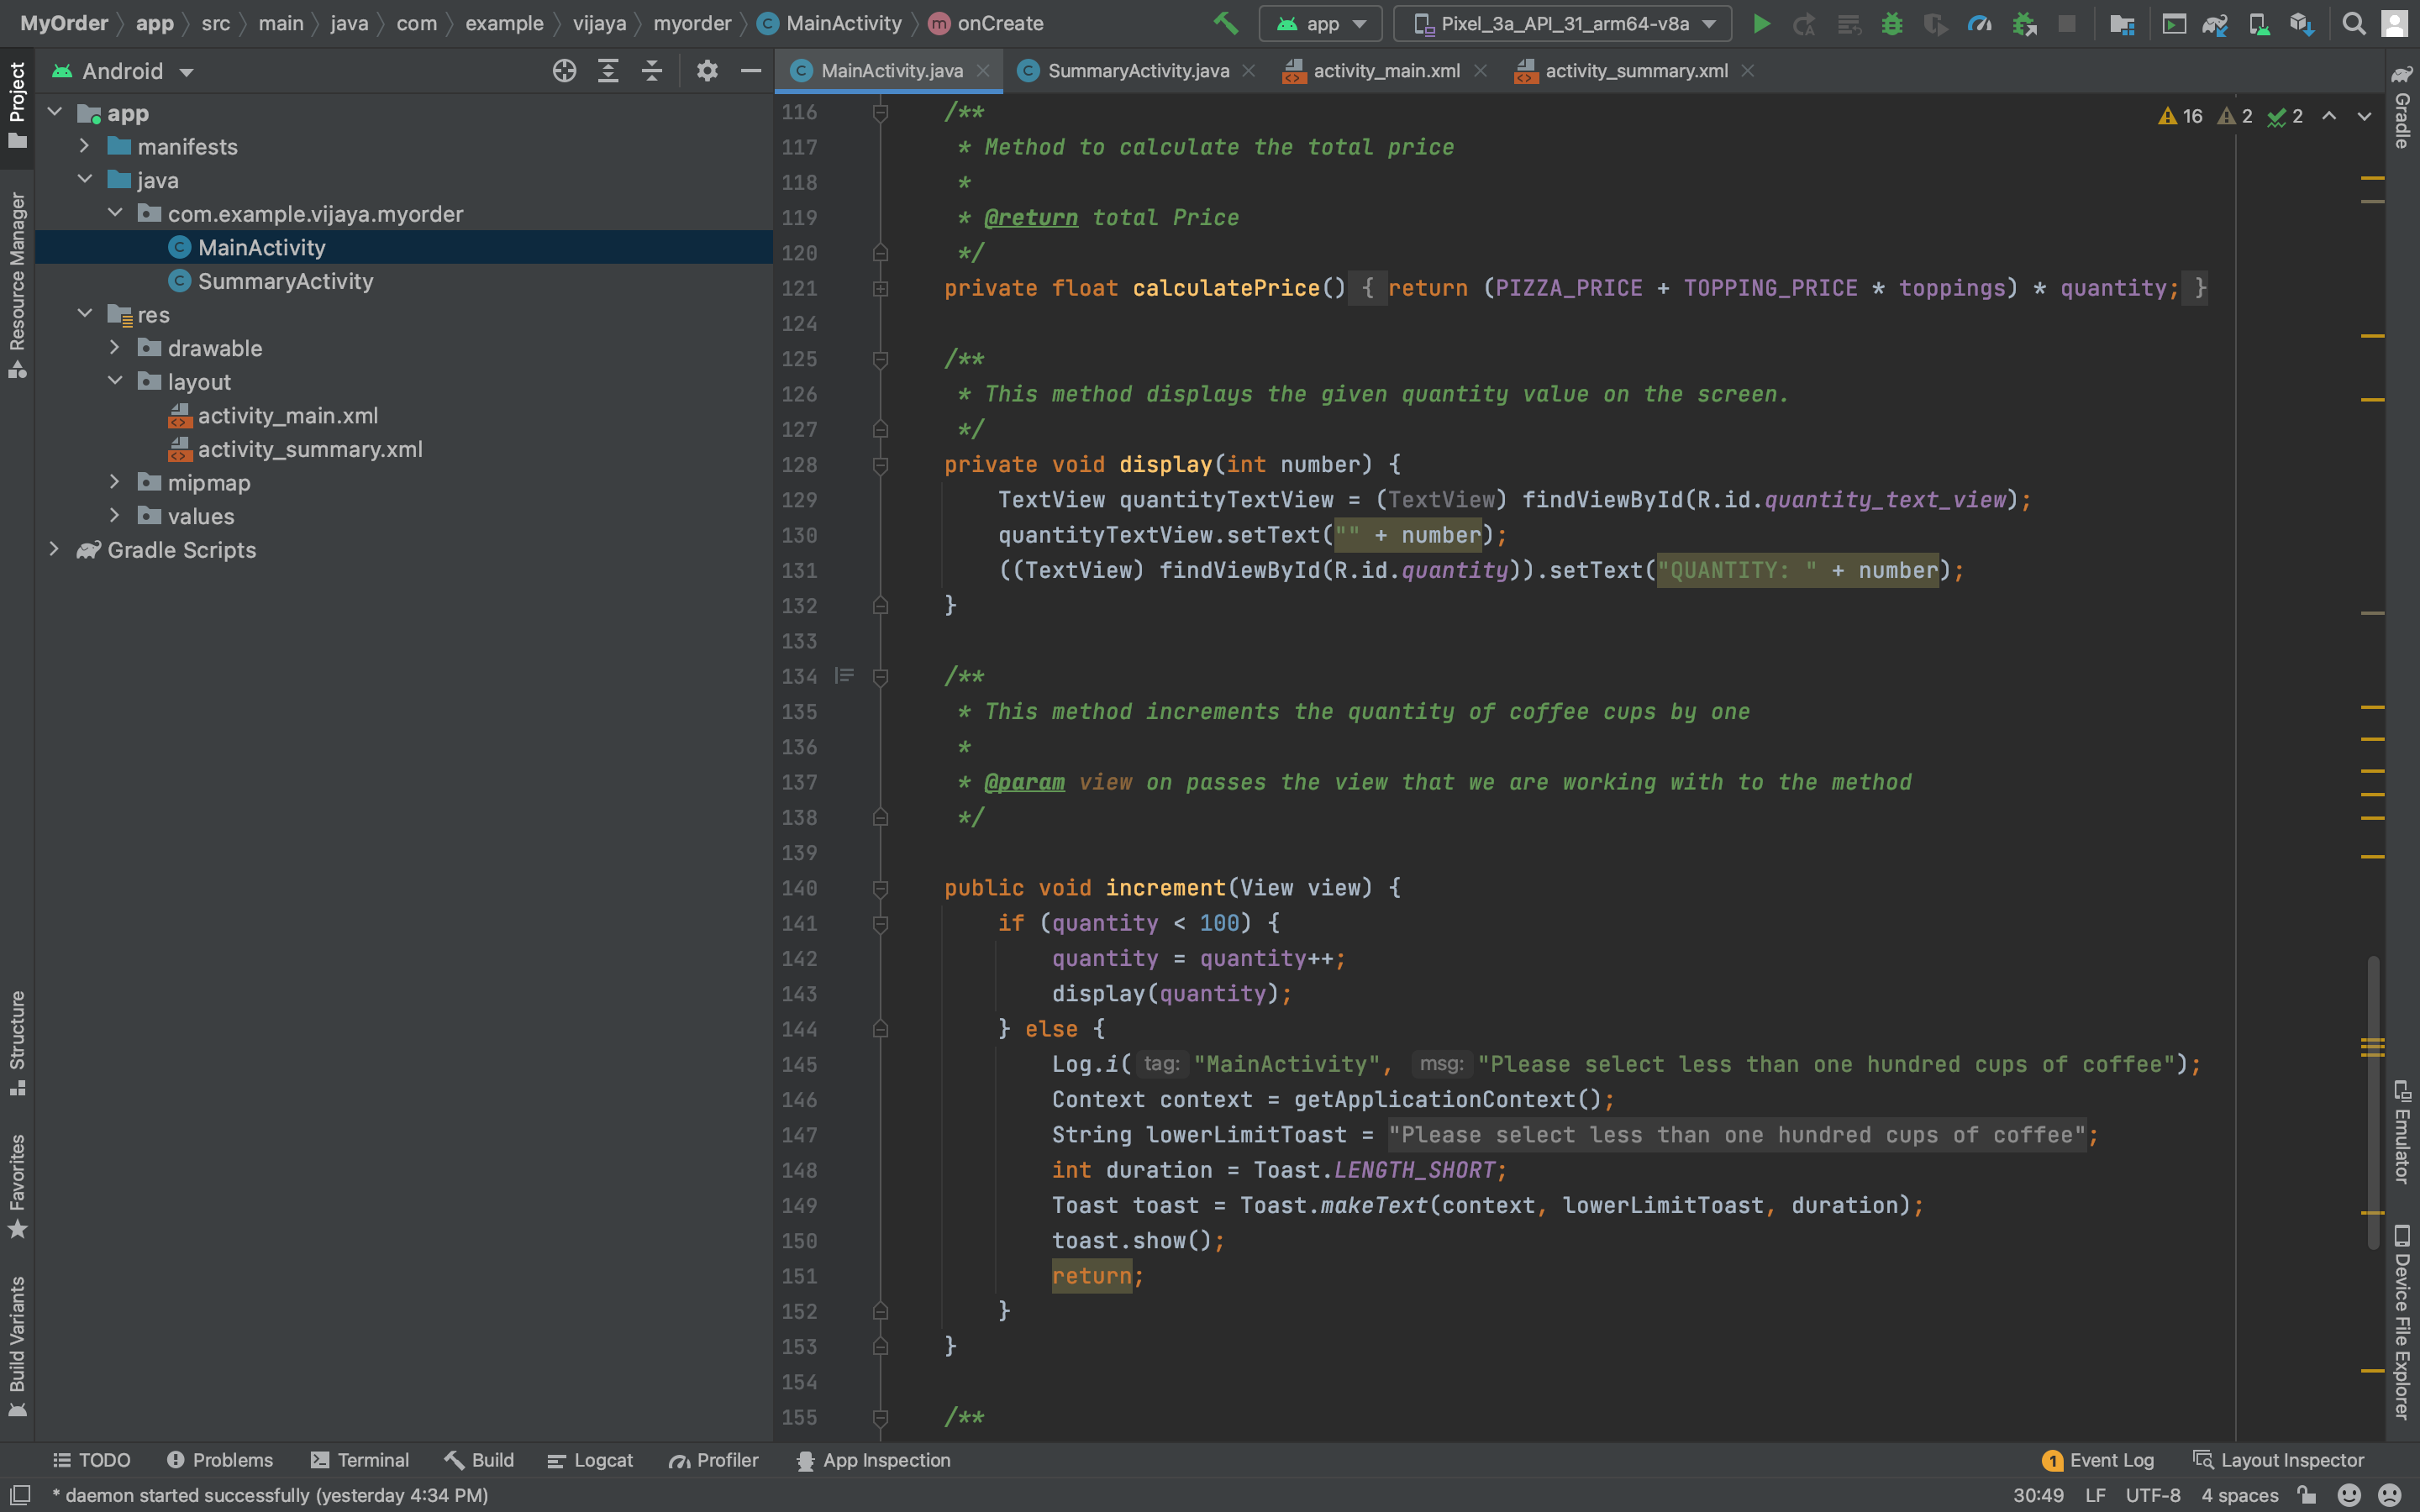 MyOrder app src main java com example vijaya myorder MainActivity onCreate app Pixel_3a_API_31_arm64-v8a
Android
MainActivity.java SummaryActivity.java activity_main.xml activity_summary.xml
Project
Resource Manager
Structure
Favorites
Build Variants
app
manifests
java
com.example.vijaya.myorder
MainActivity
SummaryActivity
res
drawable
layout
activity_main.xml
activity_summary.xml
mipmap
values
Gradle Scripts
16 2 2
116 /**
117 * Method to calculate the total price
118 *
119 * @return total Price
120 */
121 private float calculatePrice() { return (PIZZA_PRICE + TOPPING_PRICE * toppings) * quantity; }
124
125 /**
126 * This method displays the given quantity value on the screen.
127 */
128 private void display(int number) {
129 TextView quantityTextView = (TextView) findViewById(R.id.quantity_text_view);
130 quantityTextView.setText("" + number);
131 ((TextView) findViewById(R.id.quantity)).setText("QUANTITY: " + number);
132 }
133
134 /**
135 * This method increments the quantity of coffee cups by one
136 *
137 * @param view on passes the view that we are working with to the method
138 */
139
140 public void increment(View view) {
141 if (quantity < 100) {
142 quantity = quantity++;
143 display(quantity);
144 } else {
145 Log.i( tag: "MainActivity", msg: "Please select less than one hundred cups of coffee");
146 Context context = getApplicationContext();
147 String lowerLimitToast = "Please select less than one hundred cups of coffee";
148 int duration = Toast.LENGTH_SHORT;
149 Toast toast = Toast.makeText(context, lowerLimitToast, duration);
150 toast.show();
151 return;
152 }
153 }
154
155 /**
Gradle
Emulator
Device File Explorer
TODO Problems Terminal Build Logcat Profiler App Inspection 1 Event Log Layout Inspector
* daemon started successfully (yesterday 4:34 PM) 30:49 LF UTF-8 4 spaces